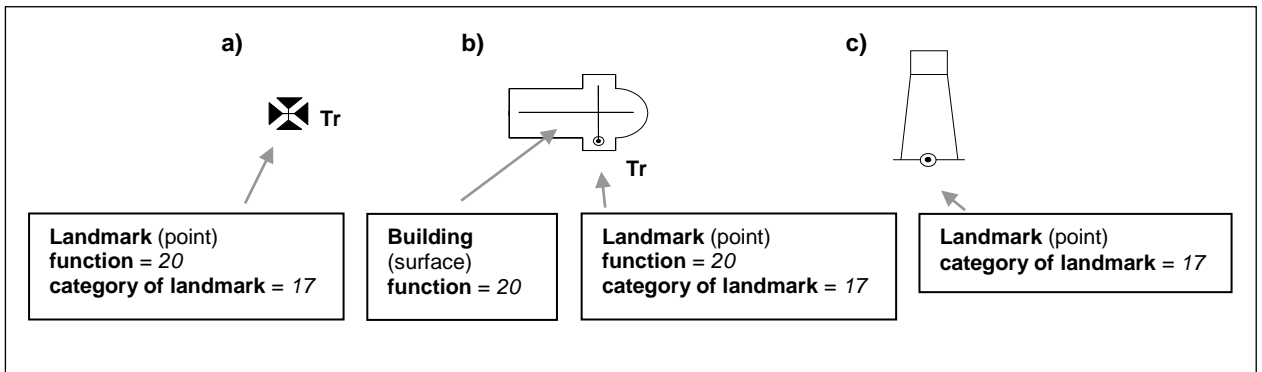 a)
b)
c)
Tr
Tr
Landmark (point)
function = 20
category of landmark = 17
Building
(surface)
function = 20
Landmark (point)
function = 20
category of landmark = 17
Landmark (point)
category of landmark = 17